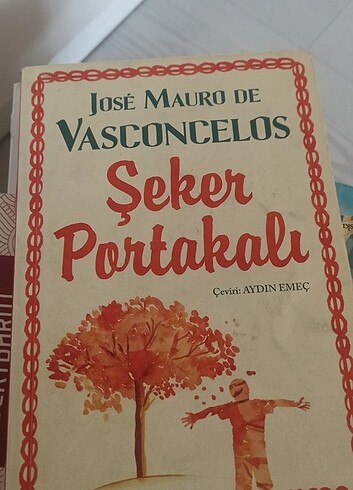 JOSÉ MAURO DE
VASCONCELOS
Şeker
Portakalı
Çeviri: AYDIN EMEÇ